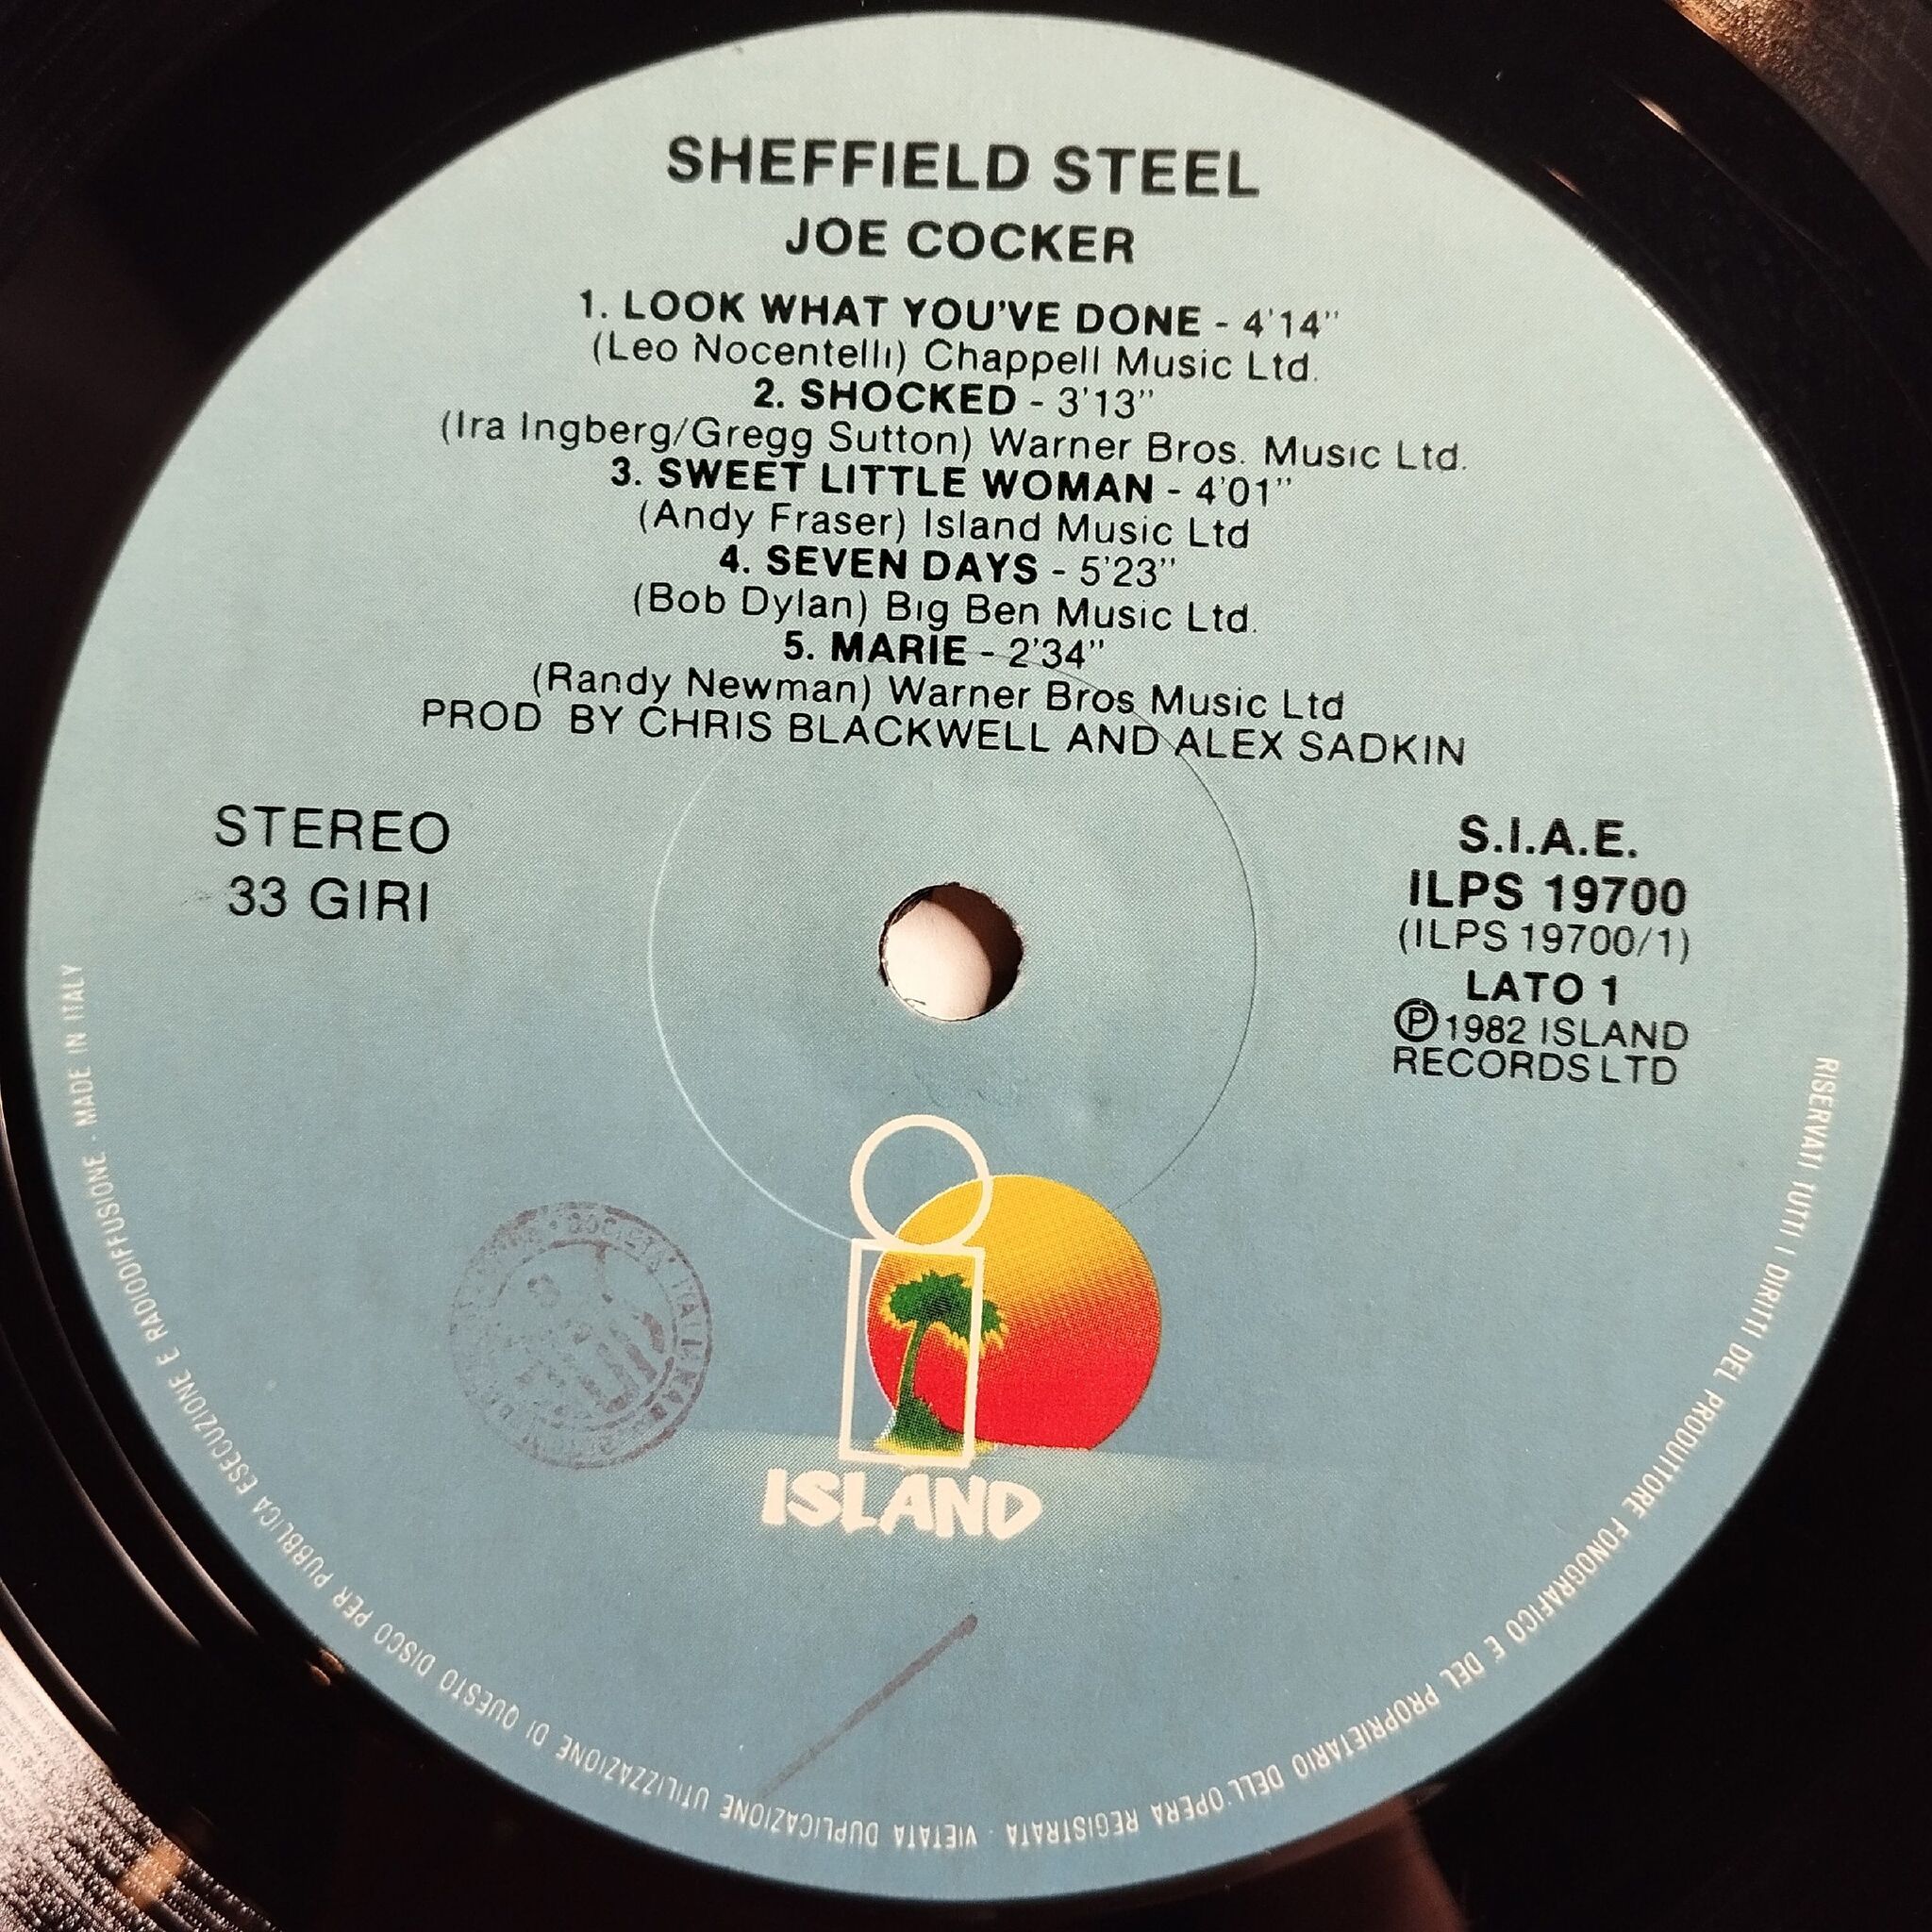 SHEFFIELD STEEL
JOE COCKER
1. LOOK WHAT YOU'VE DONE - 4'14"
(Leo Nocentelli) Chappell Music Ltd.
2. SHOCKED - 3'13"
(Ira Ingberg/Gregg Sutton) Warner Bros. Music Ltd.
3. SWEET LITTLE WOMAN - 4'01"
(Andy Fraser) Island Music Ltd
4. SEVEN DAYS - 5'23"
(Bob Dylan) Big Ben Music Ltd.
5. MARIE - 2'34"
(Randy Newman) Warner Bros Music Ltd
PROD BY CHRIS BLACKWELL AND ALEX SADKIN
STEREO
33 GIRI
S.I.A.E.
ILPS 19700
(ILPS 19700/1)
LATO 1
Ⓟ1982 ISLAND
RECORDS LTD
ISLAND
SOCIETÀ ITALIANA
RISERVATI TUTTI I DIRITTI DEL PRODUTTORE FONOGRAFICO E DEL PROPRIETARIO DELL'OPERA REGISTRATA · VIETATA DUPLICAZIONE UTILIZZAZIONE DI QUESTO DISCO PER PUBBLICA ESECUZIONE E RADIODIFFUSIONE · MADE IN ITALY